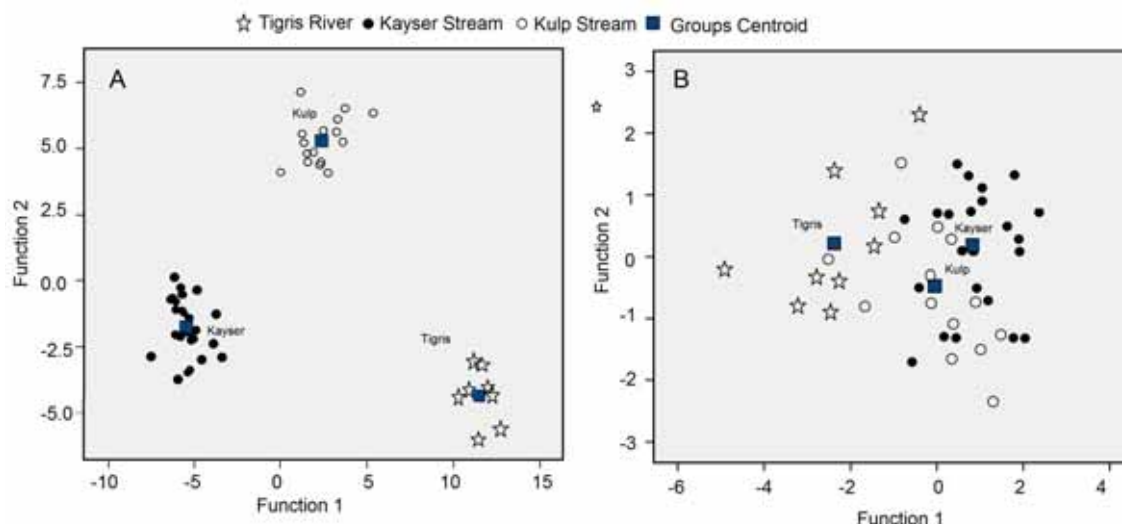 Tigris River Kayser Stream Kulp Stream Groups Centroid
A
7.5
5.0
2.5
0.0
-2.5
-5.0
Function 2
Kulp
Kayser
Tigris
-10 -5 0 5 10 15
Function 1
B
3
2
1
0
-1
-2
-3
Function 2
Tigris
Kayser
Kulp
-6 -4 -2 0 2 4
Function 1